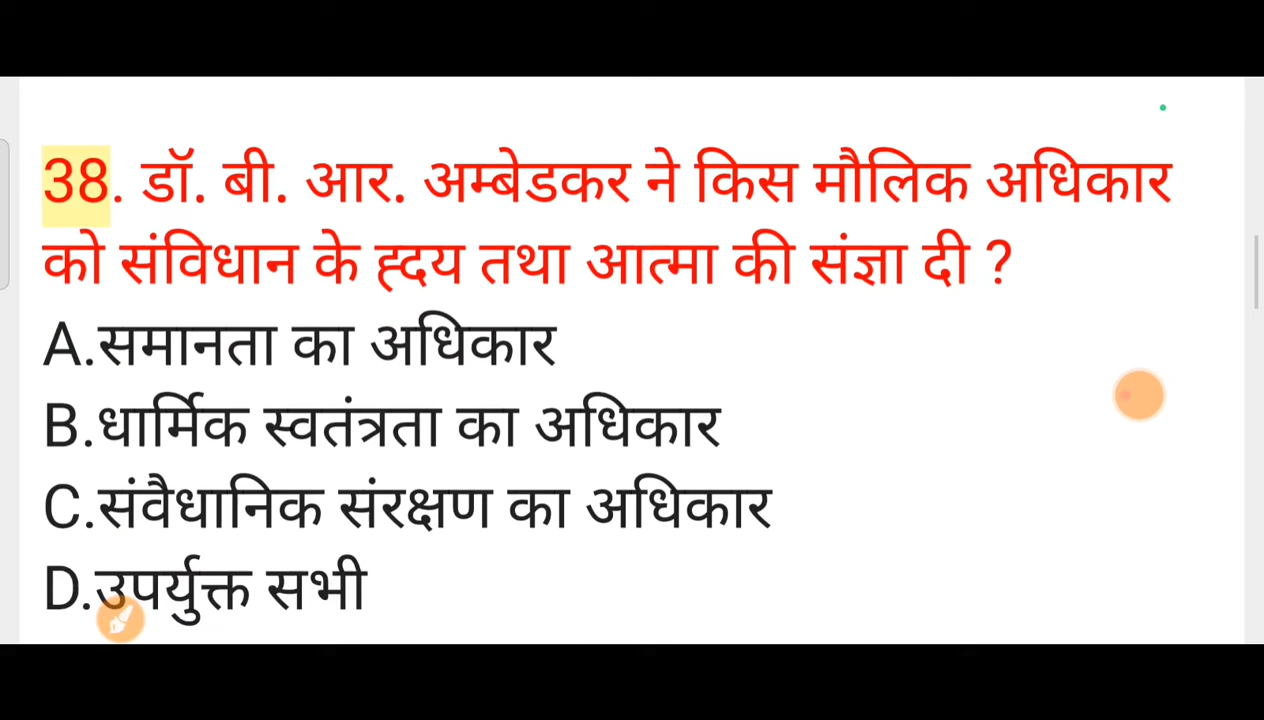 38. डॉ. बी. आर. अम्बेडकर ने किस मौलिक अधिकार
को संविधान के ह्दय तथा आत्मा की संज्ञा दी ?
A.समानता का अधिकार
B.धार्मिक स्वतंत्रता का अधिकार
C.संवैधानिक संरक्षण का अधिकार
D.उपर्युक्त सभी